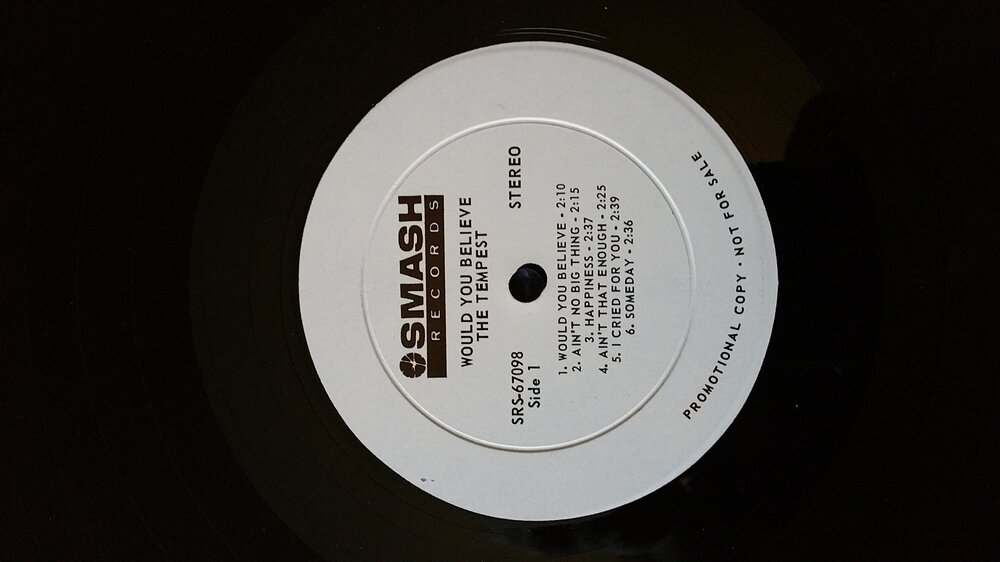 SMASH
RECORDS
WOULD YOU BELIEVE
THE TEMPEST
SRS-67098
STEREO
Side 1
1. WOULD YOU BELIEVE - 2:10
2. AIN'T NO BIG THING - 2:15
3. HAPPINESS - 2:37
4. AIN'T THAT ENOUGH - 2:25
5. I CRIED FOR YOU - 2:39
6. SOMEDAY - 2:36
PROMOTIONAL COPY • NOT FOR SALE